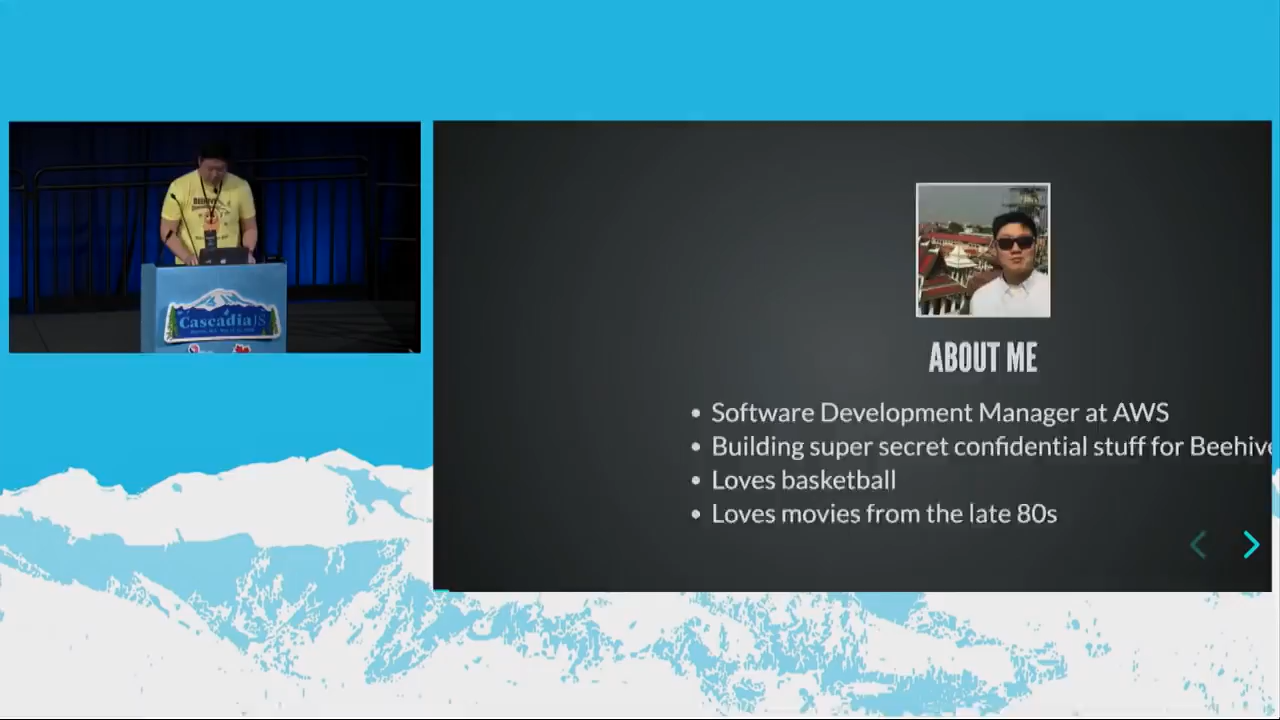 BEEHIVE
CascadiaJS
ABOUT ME
Software Development Manager at AWS
Building super secret confidential stuff for Beehive
Loves basketball
Loves movies from the late 80s